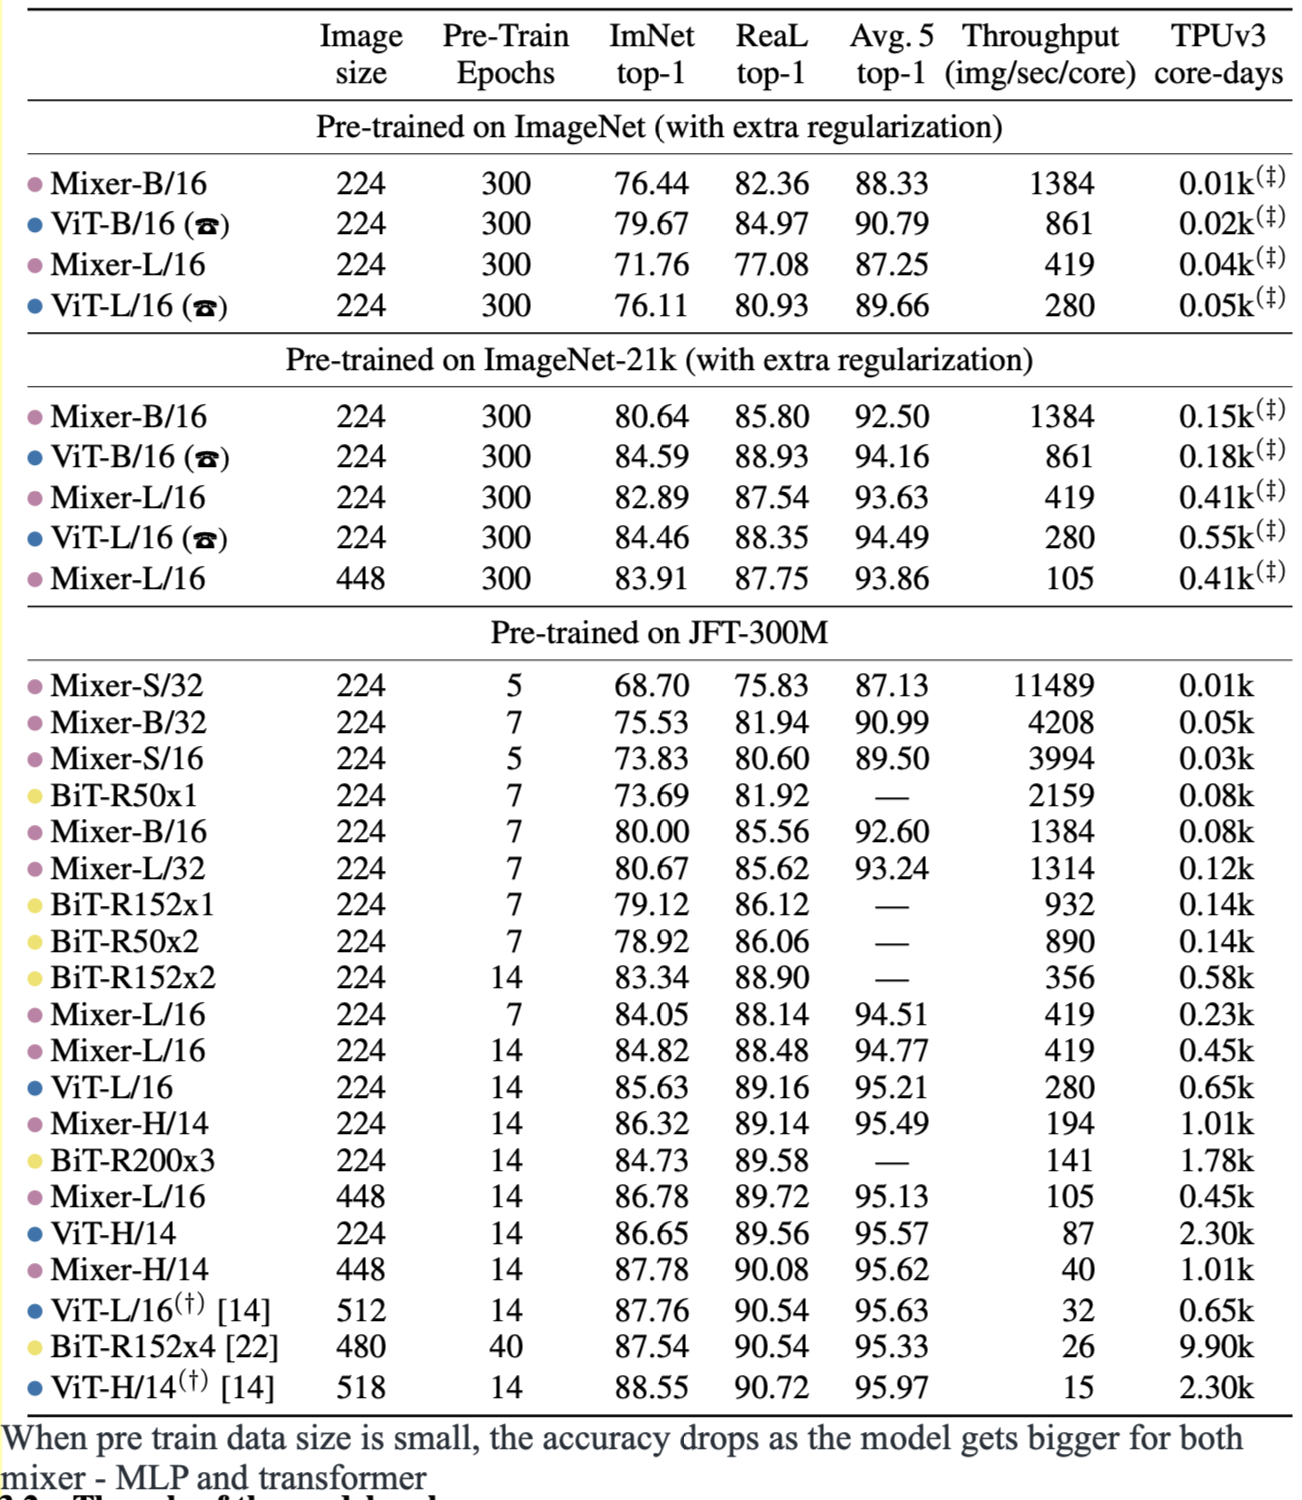 Image Pre-Train ImNet ReaL Avg. 5 Throughput TPUv3
size Epochs top-1 top-1 top-1 (img/sec/core) core-days
Pre-trained on ImageNet (with extra regularization)
Mixer-B/16 224 300 76.44 82.36 88.33 1384 0.01k(‡)
ViT-B/16 (☎) 224 300 79.67 84.97 90.79 861 0.02k(‡)
Mixer-L/16 224 300 71.76 77.08 87.25 419 0.04k(‡)
ViT-L/16 (☎) 224 300 76.11 80.93 89.66 280 0.05k(‡)
Pre-trained on ImageNet-21k (with extra regularization)
Mixer-B/16 224 300 80.64 85.80 92.50 1384 0.15k(‡)
ViT-B/16 (☎) 224 300 84.59 88.93 94.16 861 0.18k(‡)
Mixer-L/16 224 300 82.89 87.54 93.63 419 0.41k(‡)
ViT-L/16 (☎) 224 300 84.46 88.35 94.49 280 0.55k(‡)
Mixer-L/16 448 300 83.91 87.75 93.86 105 0.41k(‡)
Pre-trained on JFT-300M
Mixer-S/32 224 5 68.70 75.83 87.13 11489 0.01k
Mixer-B/32 224 7 75.53 81.94 90.99 4208 0.05k
Mixer-S/16 224 5 73.83 80.60 89.50 3994 0.03k
BiT-R50x1 224 7 73.69 81.92 — 2159 0.08k
Mixer-B/16 224 7 80.00 85.56 92.60 1384 0.08k
Mixer-L/32 224 7 80.67 85.62 93.24 1314 0.12k
BiT-R152x1 224 7 79.12 86.12 — 932 0.14k
BiT-R50x2 224 7 78.92 86.06 — 890 0.14k
BiT-R152x2 224 14 83.34 88.90 — 356 0.58k
Mixer-L/16 224 7 84.05 88.14 94.51 419 0.23k
Mixer-L/16 224 14 84.82 88.48 94.77 419 0.45k
ViT-L/16 224 14 85.63 89.16 95.21 280 0.65k
Mixer-H/14 224 14 86.32 89.14 95.49 194 1.01k
BiT-R200x3 224 14 84.73 89.58 — 141 1.78k
Mixer-L/16 448 14 86.78 89.72 95.13 105 0.45k
ViT-H/14 224 14 86.65 89.56 95.57 87 2.30k
Mixer-H/14 448 14 87.78 90.08 95.62 40 1.01k
ViT-L/16(†) [14] 512 14 87.76 90.54 95.63 32 0.65k
BiT-R152x4 [22] 480 40 87.54 90.54 95.33 26 9.90k
ViT-H/14(†) [14] 518 14 88.55 90.72 95.97 15 2.30k
When pre train data size is small, the accuracy drops as the model gets bigger for both
mixer - MLP and transformer